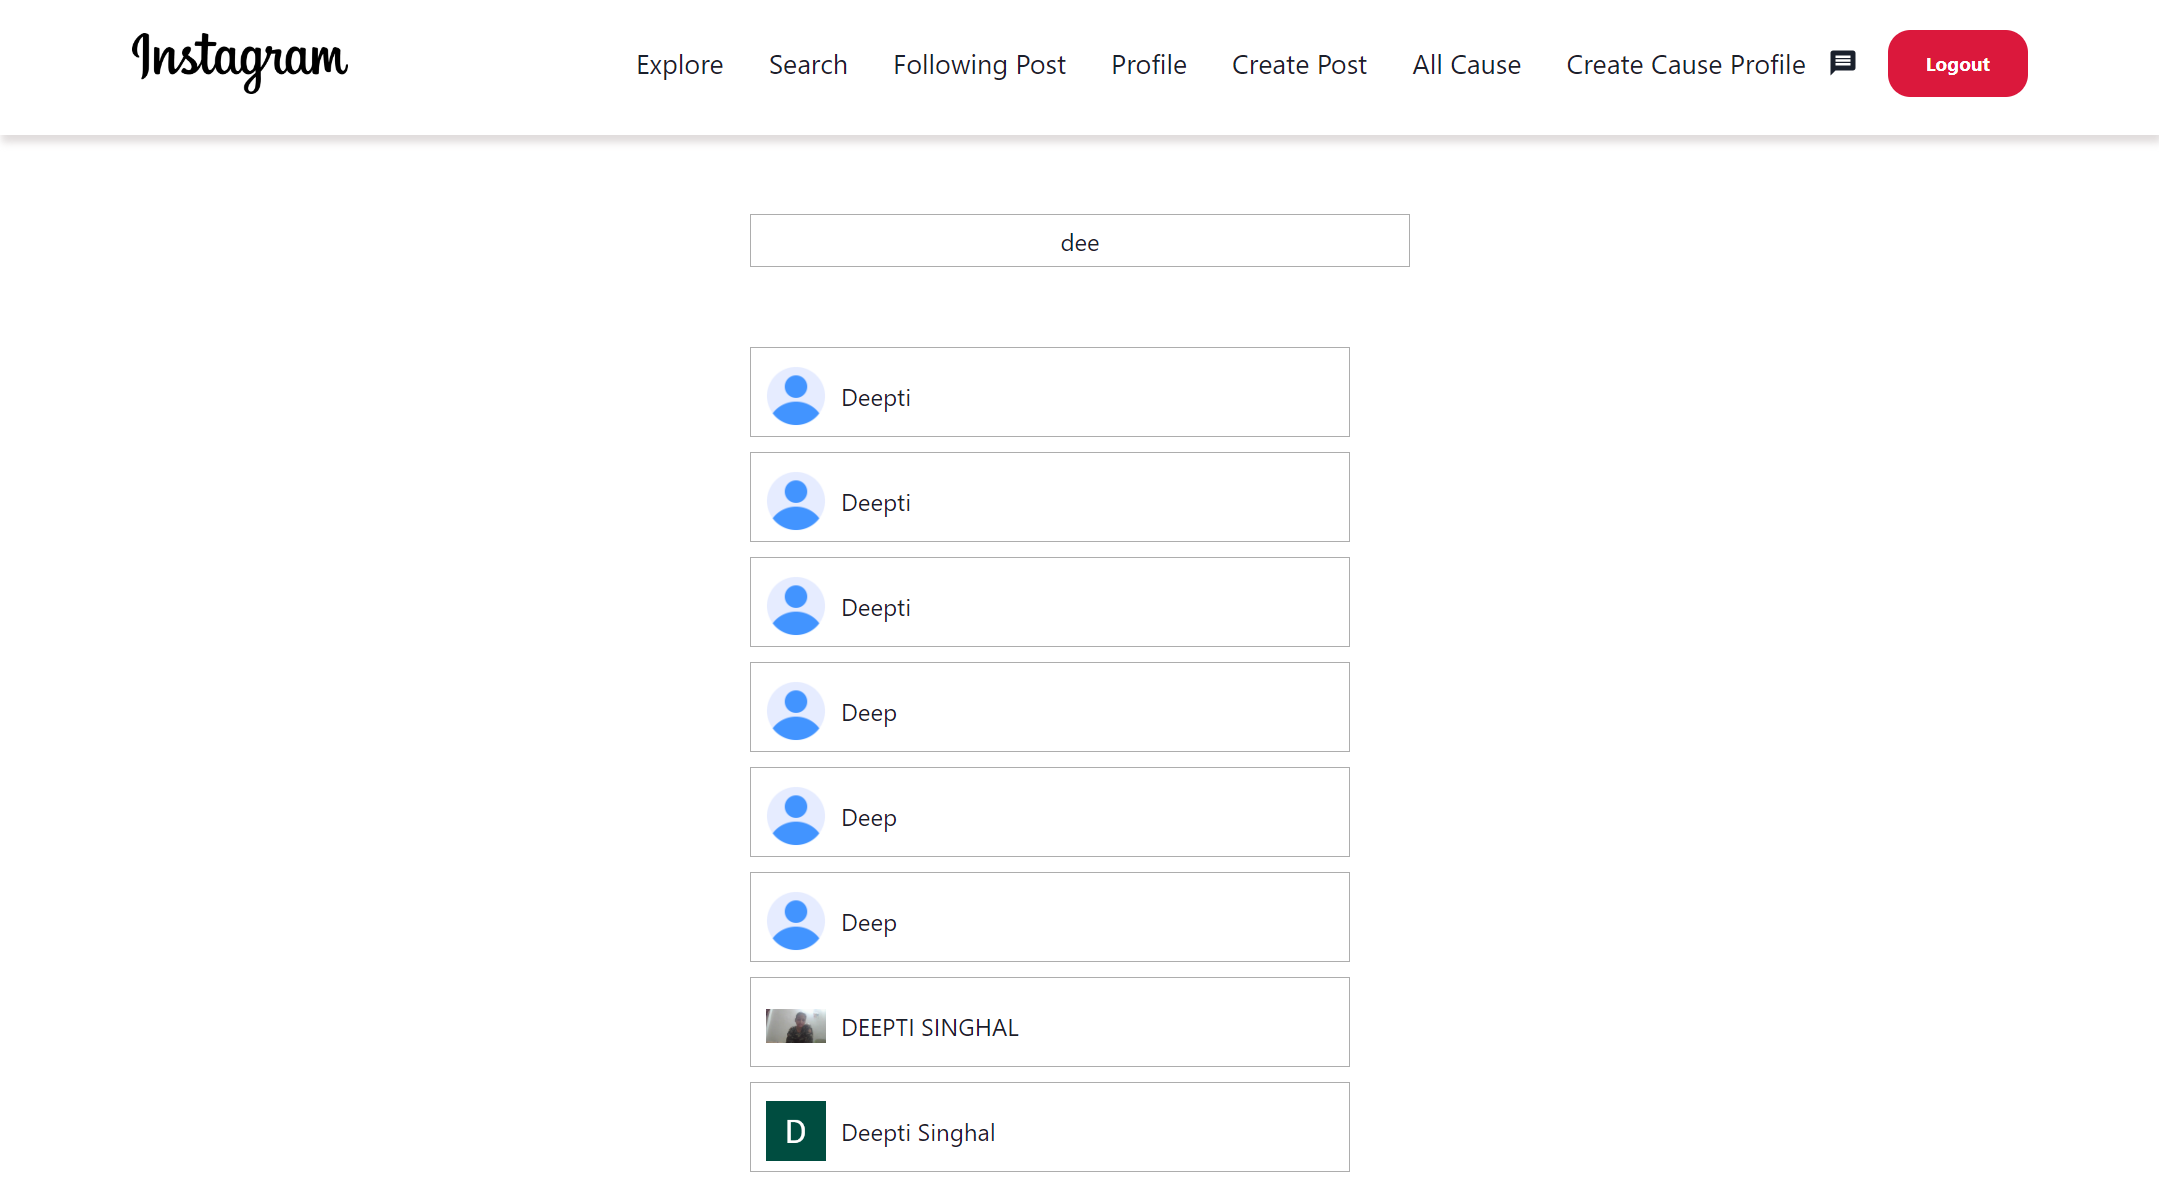 Instagram
Explore Search Following Post Profile Create Post All Cause Create Cause Profile Logout
dee
Deepti
Deepti
Deepti
Deep
Deep
Deep
DEEPTI SINGHAL
D Deepti Singhal